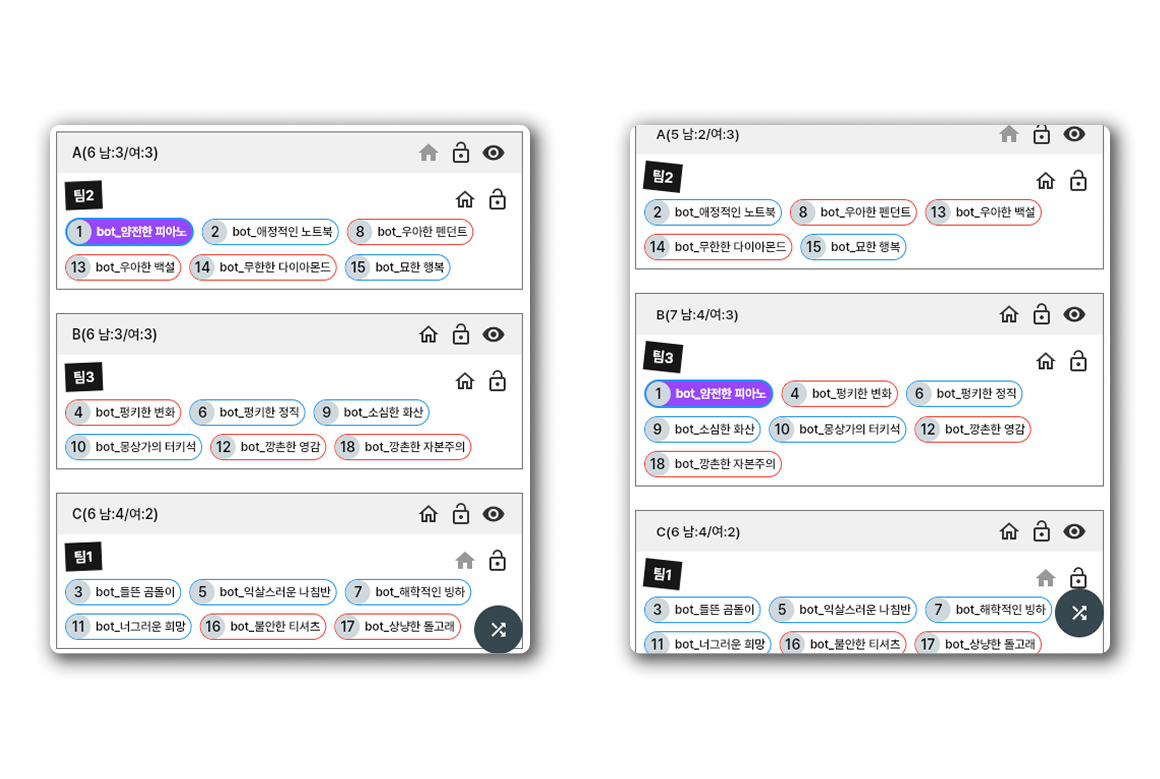 A(6 남:3/여:3)
팀2
1 bot_얌전한 피아노 2 bot_애정적인 노트북 8 bot_우아한 펜던트
13 bot_우아한 백설 14 bot_무한한 다이아몬드 15 bot_묘한 행복
B(6 남:3/여:3)
팀3
4 bot_펑키한 변화 6 bot_펑키한 정직 9 bot_소심한 화산
10 bot_몽상가의 터키석 12 bot_깡촌한 영감 18 bot_깡촌한 자본주의
C(6 남:4/여:2)
팀1
3 bot_들뜬 곰돌이 5 bot_익살스러운 나침반 7 bot_해학적인 빙하
11 bot_너그러운 희망 16 bot_불안한 티셔츠 17 bot_상냥한 돌고래
A(5 남:2/여:3)
팀2
2 bot_애정적인 노트북 8 bot_우아한 펜던트 13 bot_우아한 백설
14 bot_무한한 다이아몬드 15 bot_묘한 행복
B(7 남:4/여:3)
팀3
1 bot_얌전한 피아노 4 bot_펑키한 변화 6 bot_펑키한 정직
9 bot_소심한 화산 10 bot_몽상가의 터키석 12 bot_깡촌한 영감
18 bot_깡촌한 자본주의
C(6 남:4/여:2)
팀1
3 bot_들뜬 곰돌이 5 bot_익살스러운 나침반 7 bot_해학적인 빙하
11 bot_너그러운 희망 16 bot_불안한 티셔츠 17 bot_상냥한 돌고래